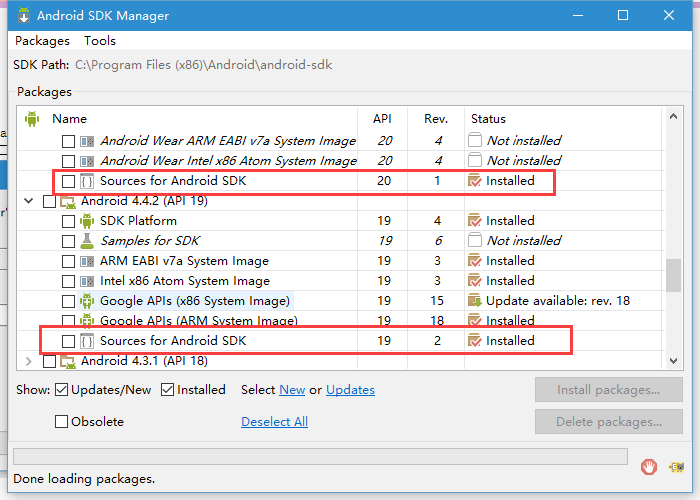 Android SDK Manager
Packages Tools
SDK Path: C:\Program Files (x86)\Android\android-sdk
Packages
Name API Rev. Status
Android Wear ARM EABI v7a System Image 20 4 Not installed
Android Wear Intel x86 Atom System Image 20 4 Not installed
Sources for Android SDK 20 1 Installed
Android 4.4.2 (API 19)
SDK Platform 19 4 Installed
Samples for SDK 19 6 Not installed
ARM EABI v7a System Image 19 3 Installed
Intel x86 Atom System Image 19 3 Installed
Google APIs (x86 System Image) 19 15 Update available: rev. 18
Google APIs (ARM System Image) 19 18 Installed
Sources for Android SDK 19 2 Installed
Android 4.3.1 (API 18)
Show: Updates/New Installed Select New or Updates Install packages...
Obsolete Deselect All Delete packages...
Done loading packages.